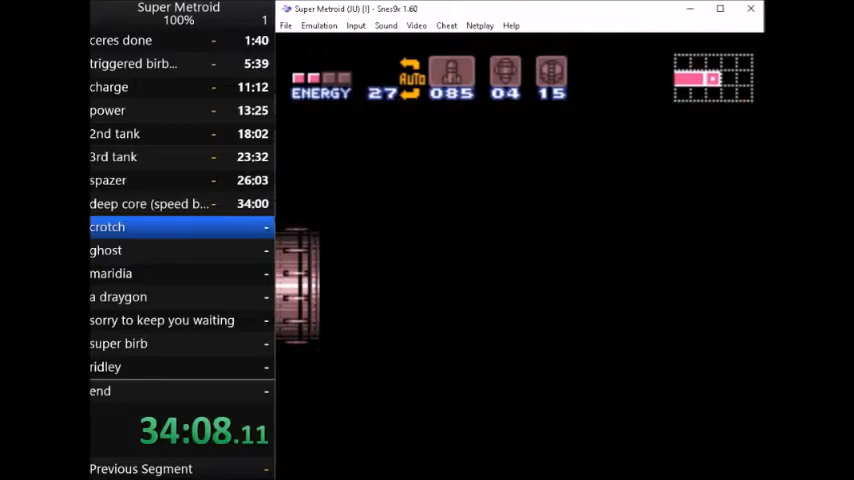 Super Metroid
100% 1
ceres done - 1:40
triggered birb... - 5:39
charge - 11:12
power - 13:25
2nd tank - 18:02
3rd tank - 23:32
spazer - 26:03
deep core (speed b... - 34:00
crotch -
ghost -
maridia -
a draygon -
sorry to keep you waiting -
super birb -
ridley -
end -
34:08.11
Previous Segment -
Super Metroid (JU) [!] - Snes9x 1.60
File Emulation Input Sound Video Cheat Netplay Help
AUTO
ENERGY 27 085 04 15